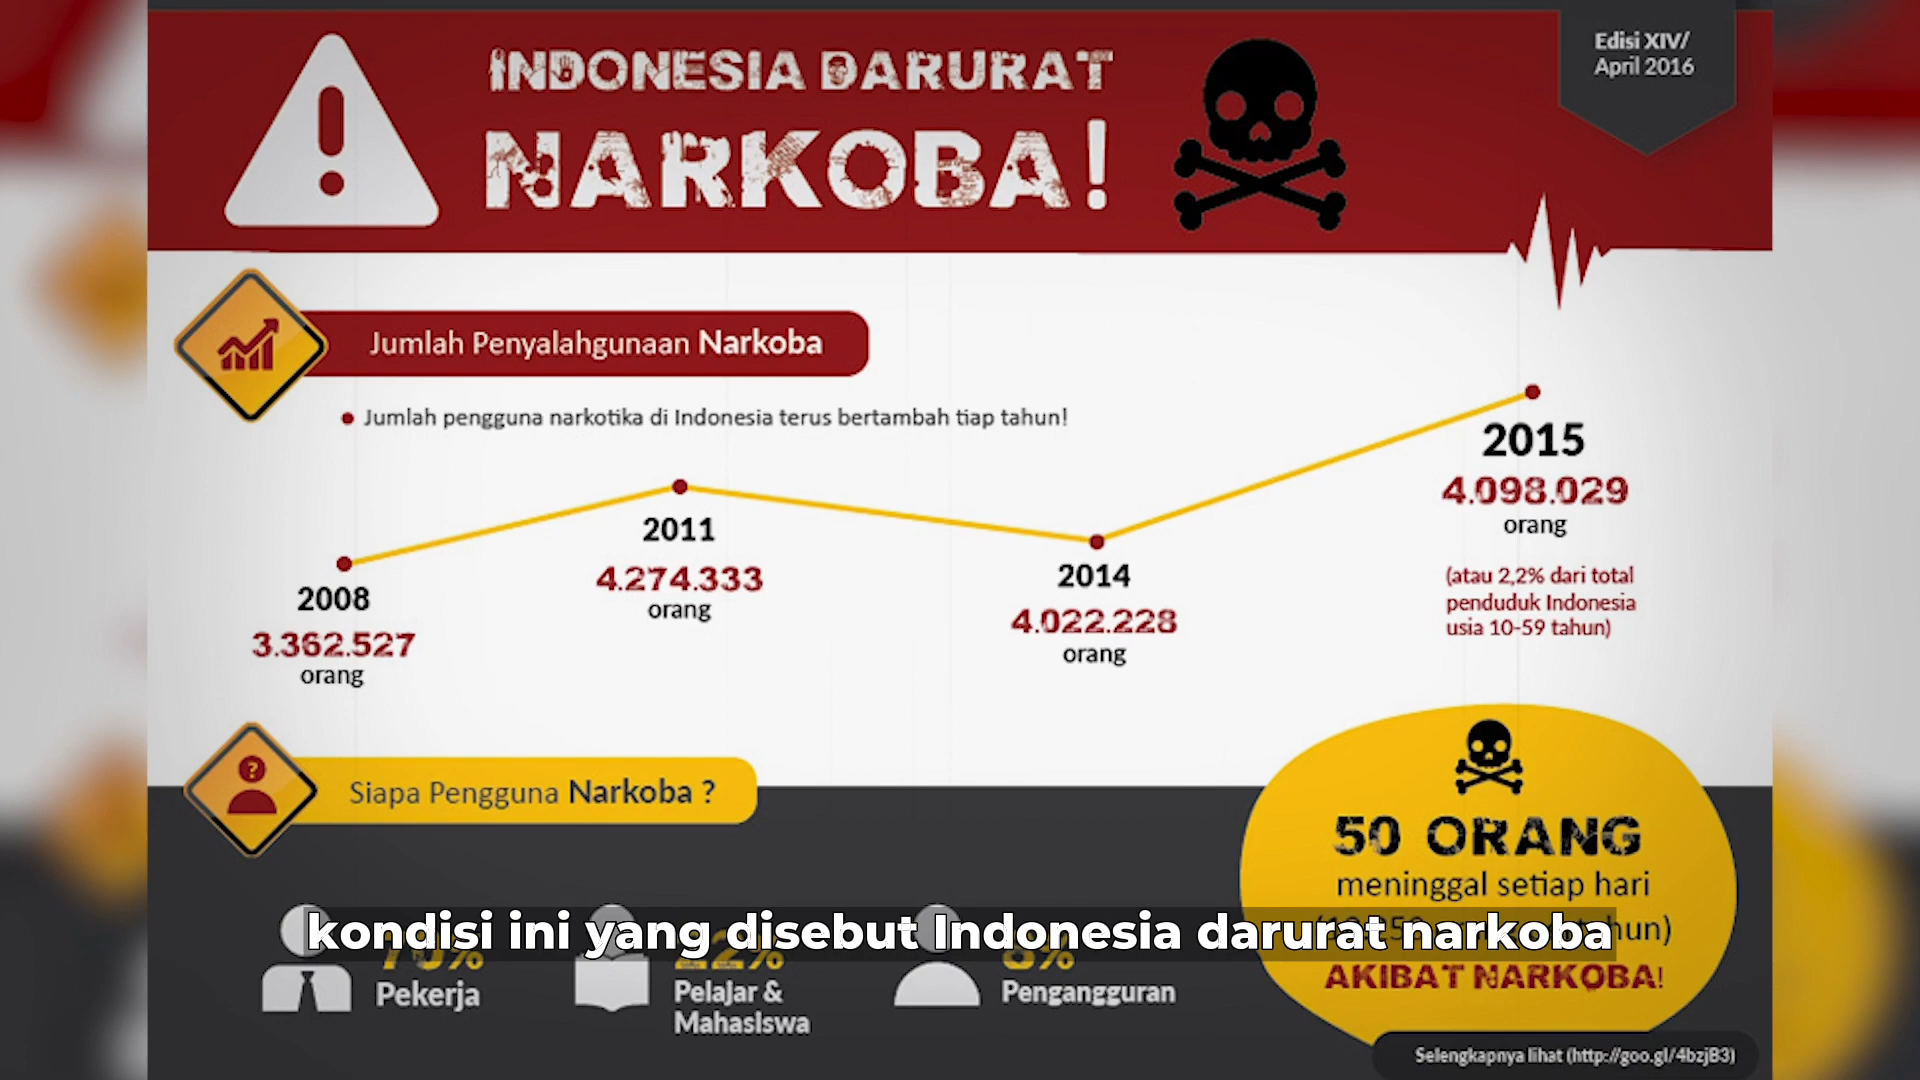 INDONESIA DARURAT
NARKOBA!
Edisi XIV/
April 2016
Jumlah Penyalahgunaan Narkoba
Jumlah pengguna narkotika di Indonesia terus bertambah tiap tahun!
2008
3.362.527
orang
2011
4.274.333
orang
2014
4.022.228
orang
2015
4.098.029
orang
(atau 2,2% dari total
penduduk Indonesia
usia 10-59 tahun)
Siapa Pengguna Narkoba ?
?
Pekerja
22%
Pelajar &
Mahasiswa
Pengangguran
50 ORANG
meninggal setiap hari
AKIBAT NARKOBA!
kondisi ini yang disebut Indonesia darurat narkoba
Selengkapnya lihat (http://goo.gl/4bzjB3)